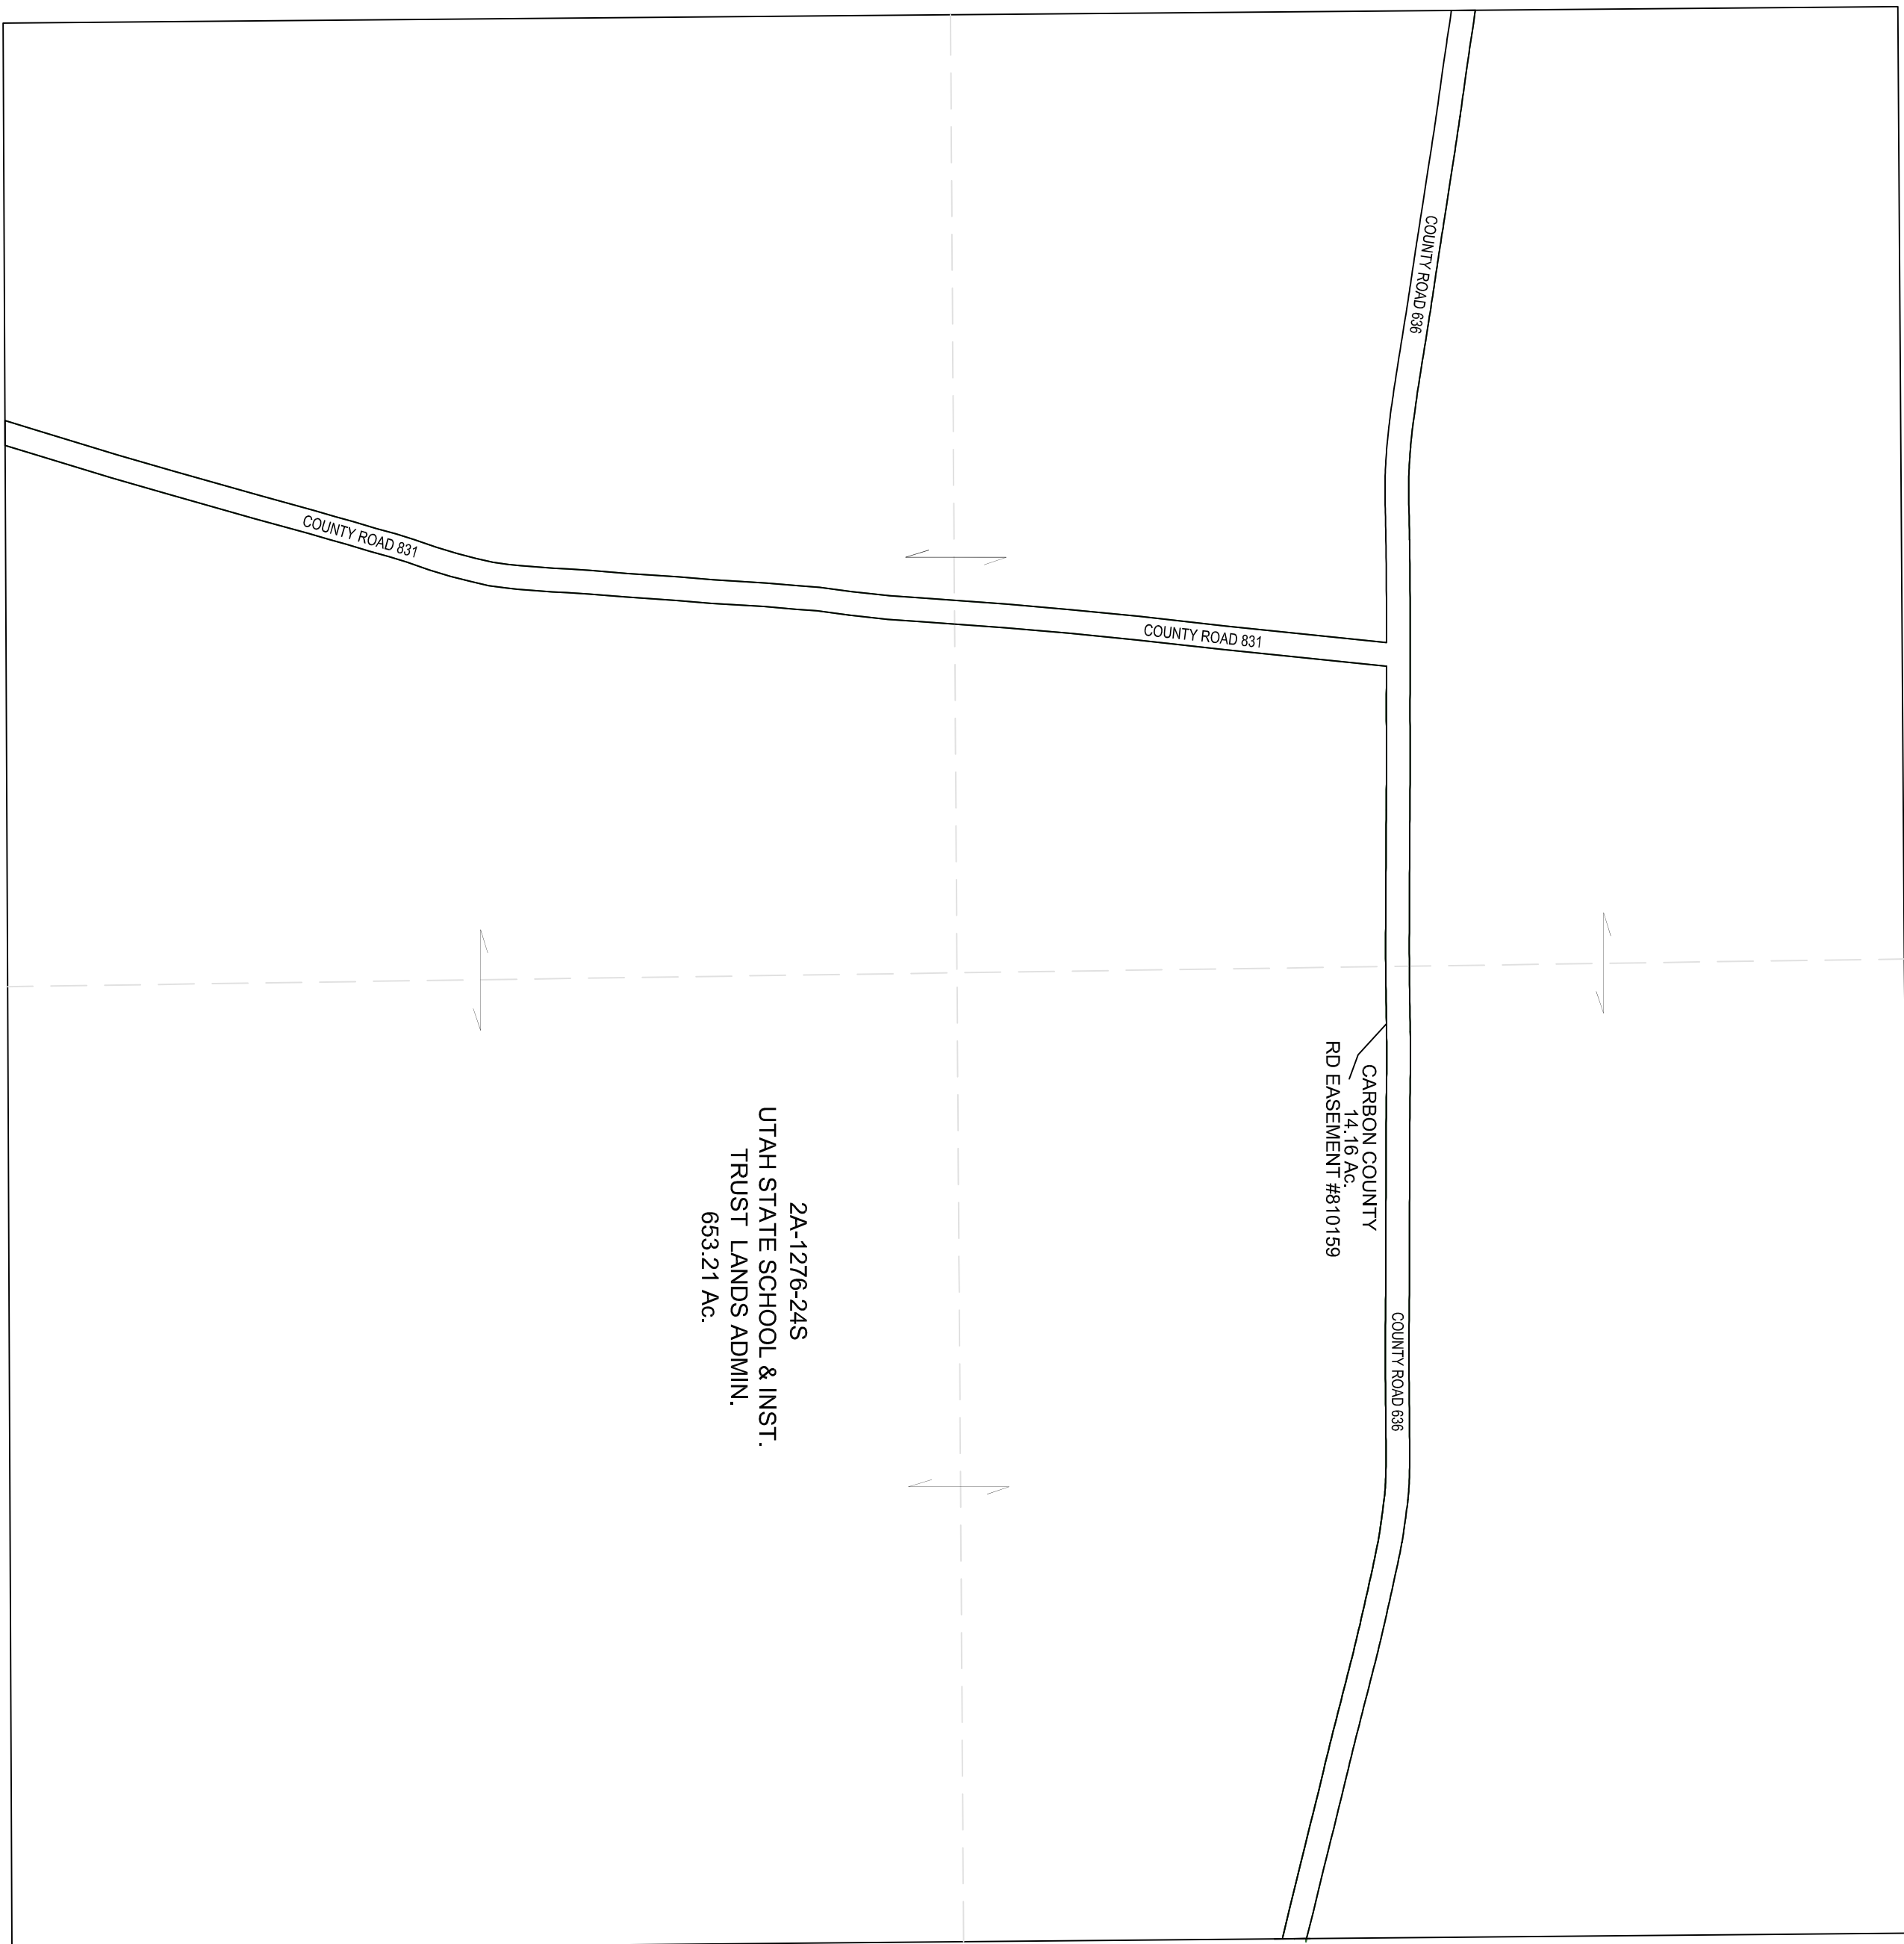 COUNTY ROAD 636
COUNTY ROAD 831
COUNTY ROAD 831
CARBON COUNTY
14.16 Ac.
RD EASEMENT #810159
2A-1276-24S
UTAH STATE SCHOOL & INST.
TRUST LANDS ADMIN.
653.21 Ac.
COUNTY ROAD 636